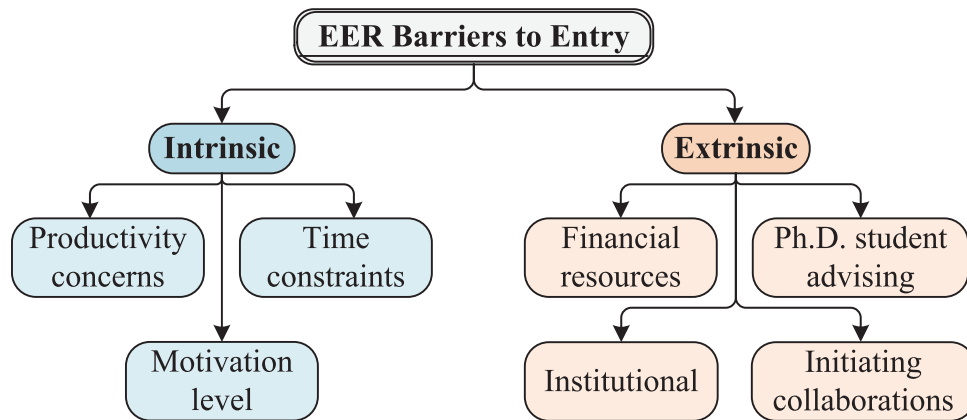 EER Barriers to Entry
Intrinsic
Extrinsic
Productivity
concerns
Time
constraints
Financial
resources
Ph.D. student
advising
Motivation
level
Institutional
Initiating
collaborations